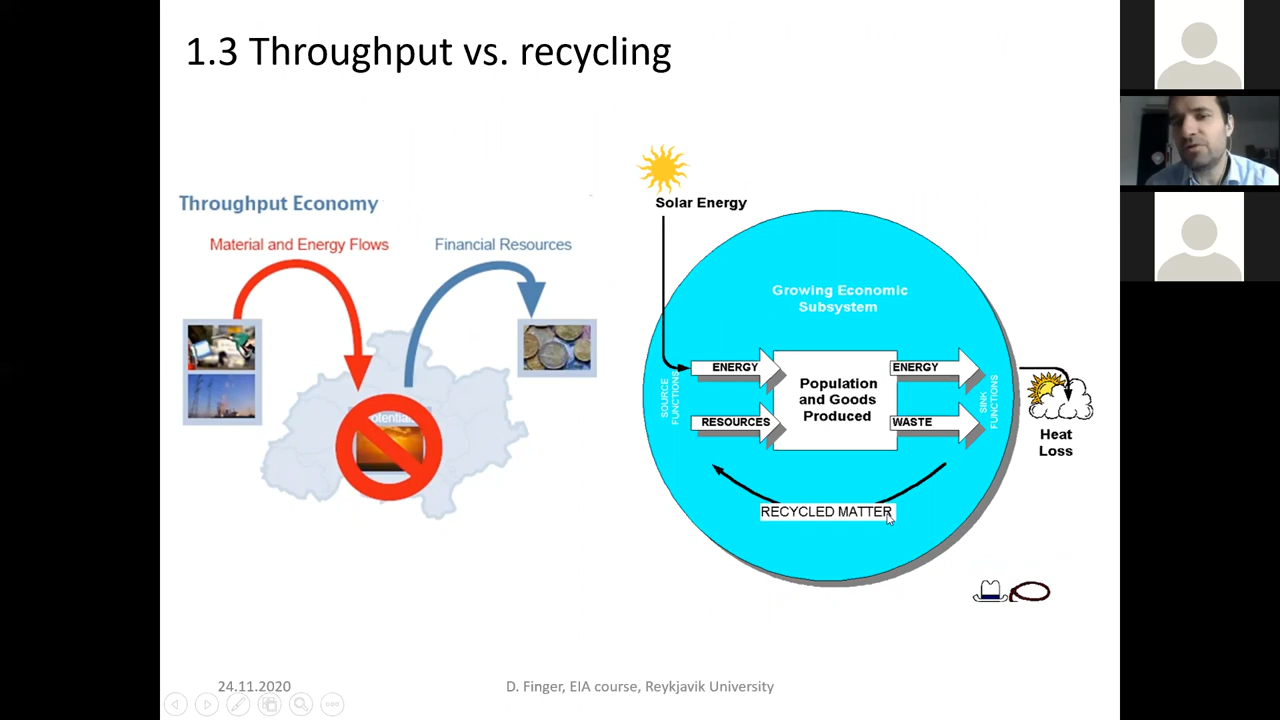 1.3 Throughput vs. recycling
Throughput Economy
Material and Energy Flows
Financial Resources
Solar Energy
Growing Economic
Subsystem
SOURCE
FUNCTIONS
ENERGY
RESOURCES
Population
and Goods
Produced
ENERGY
WASTE
SINK
FUNCTIONS
Heat
Loss
RECYCLED MATTER
24.11.2020
D. Finger, EIA course, Reykjavik University